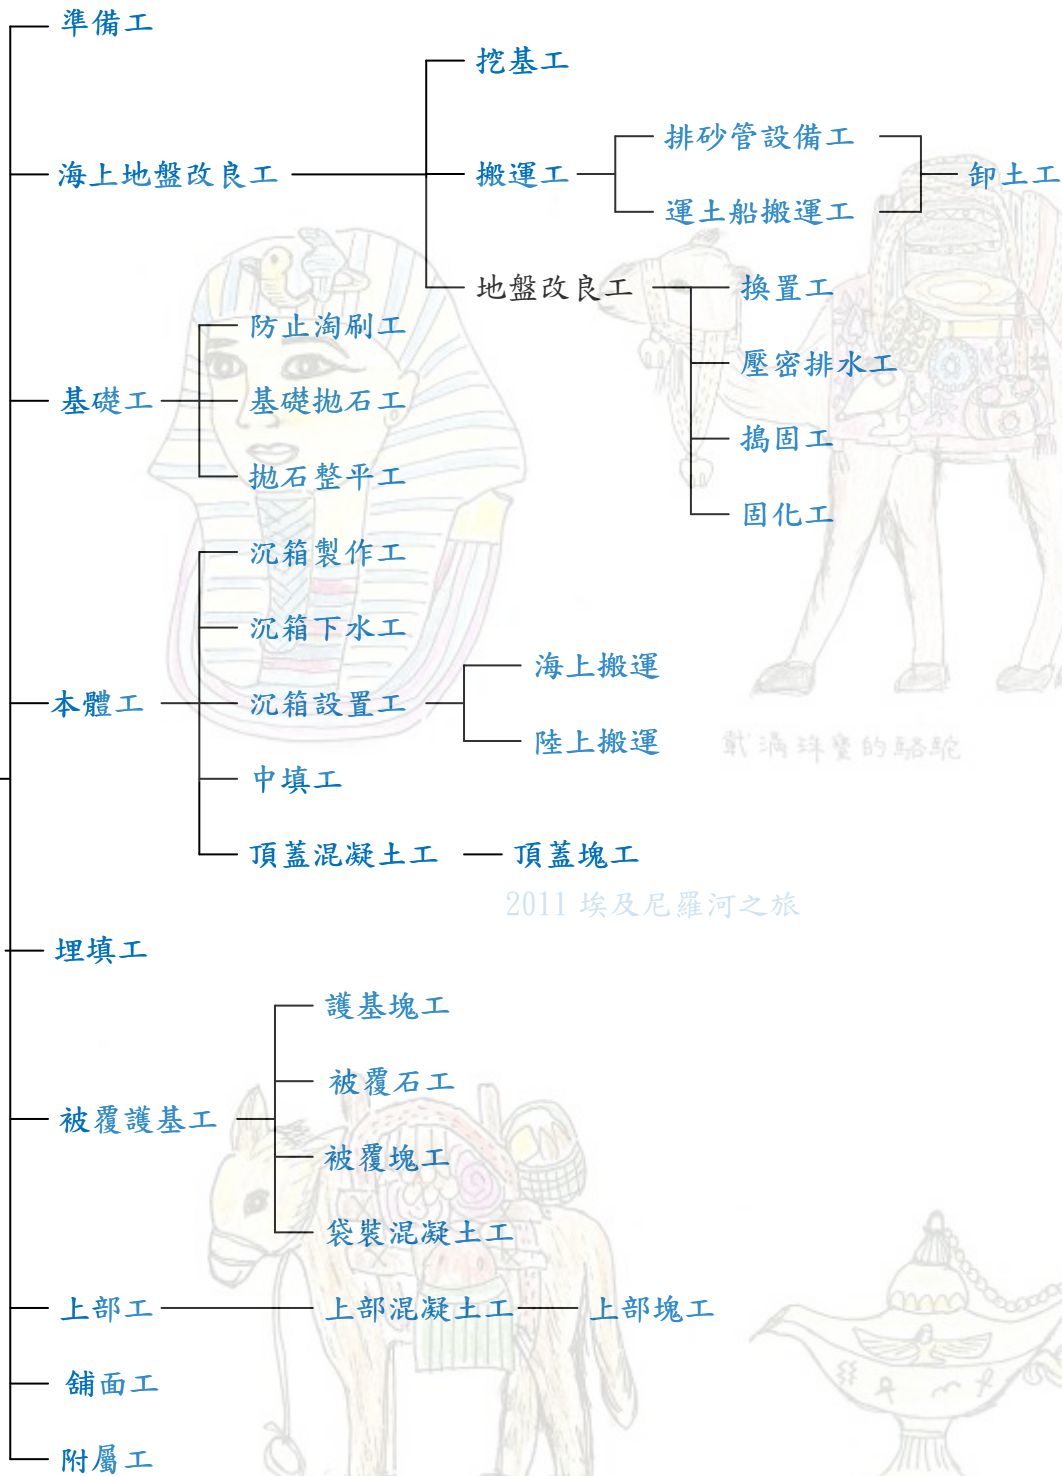 準備工
挖基工
排砂管設備工
海上地盤改良工
搬運工
卸土工
運土船搬運工
地盤改良工
換置工
防止淘刷工
壓密排水工
基礎工
基礎拋石工
搗固工
拋石整平工
固化工
沉箱製作工
沉箱下水工
海上搬運
本體工
沉箱設置工
陸上搬運
戴滿珠寶的駱駝
中填工
頂蓋混凝土工
頂蓋塊工
2011 埃及尼羅河之旅
埋填工
護基塊工
被覆石工
被覆護基工
被覆塊工
袋裝混凝土工
上部工
上部混凝土工
上部塊工
舖面工
附屬工